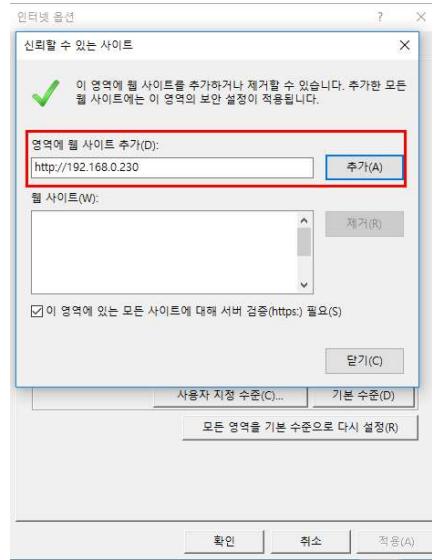 인터넷 옵션
신뢰할 수 있는 사이트
이 영역에 웹 사이트를 추가하거나 제거할 수 있습니다. 추가한 모든
웹 사이트에는 이 영역의 보안 설정이 적용됩니다.
영역에 웹 사이트 추가(D):
http://192.168.0.230
추가(A)
웹 사이트(W):
제거(R)
이 영역에 있는 모든 사이트에 대해 서버 검증(https:) 필요(S)
닫기(C)
사용자 지정 수준(C)... 기본 수준(D)
모든 영역을 기본 수준으로 다시 설정(R)
확인 취소 적용(A)